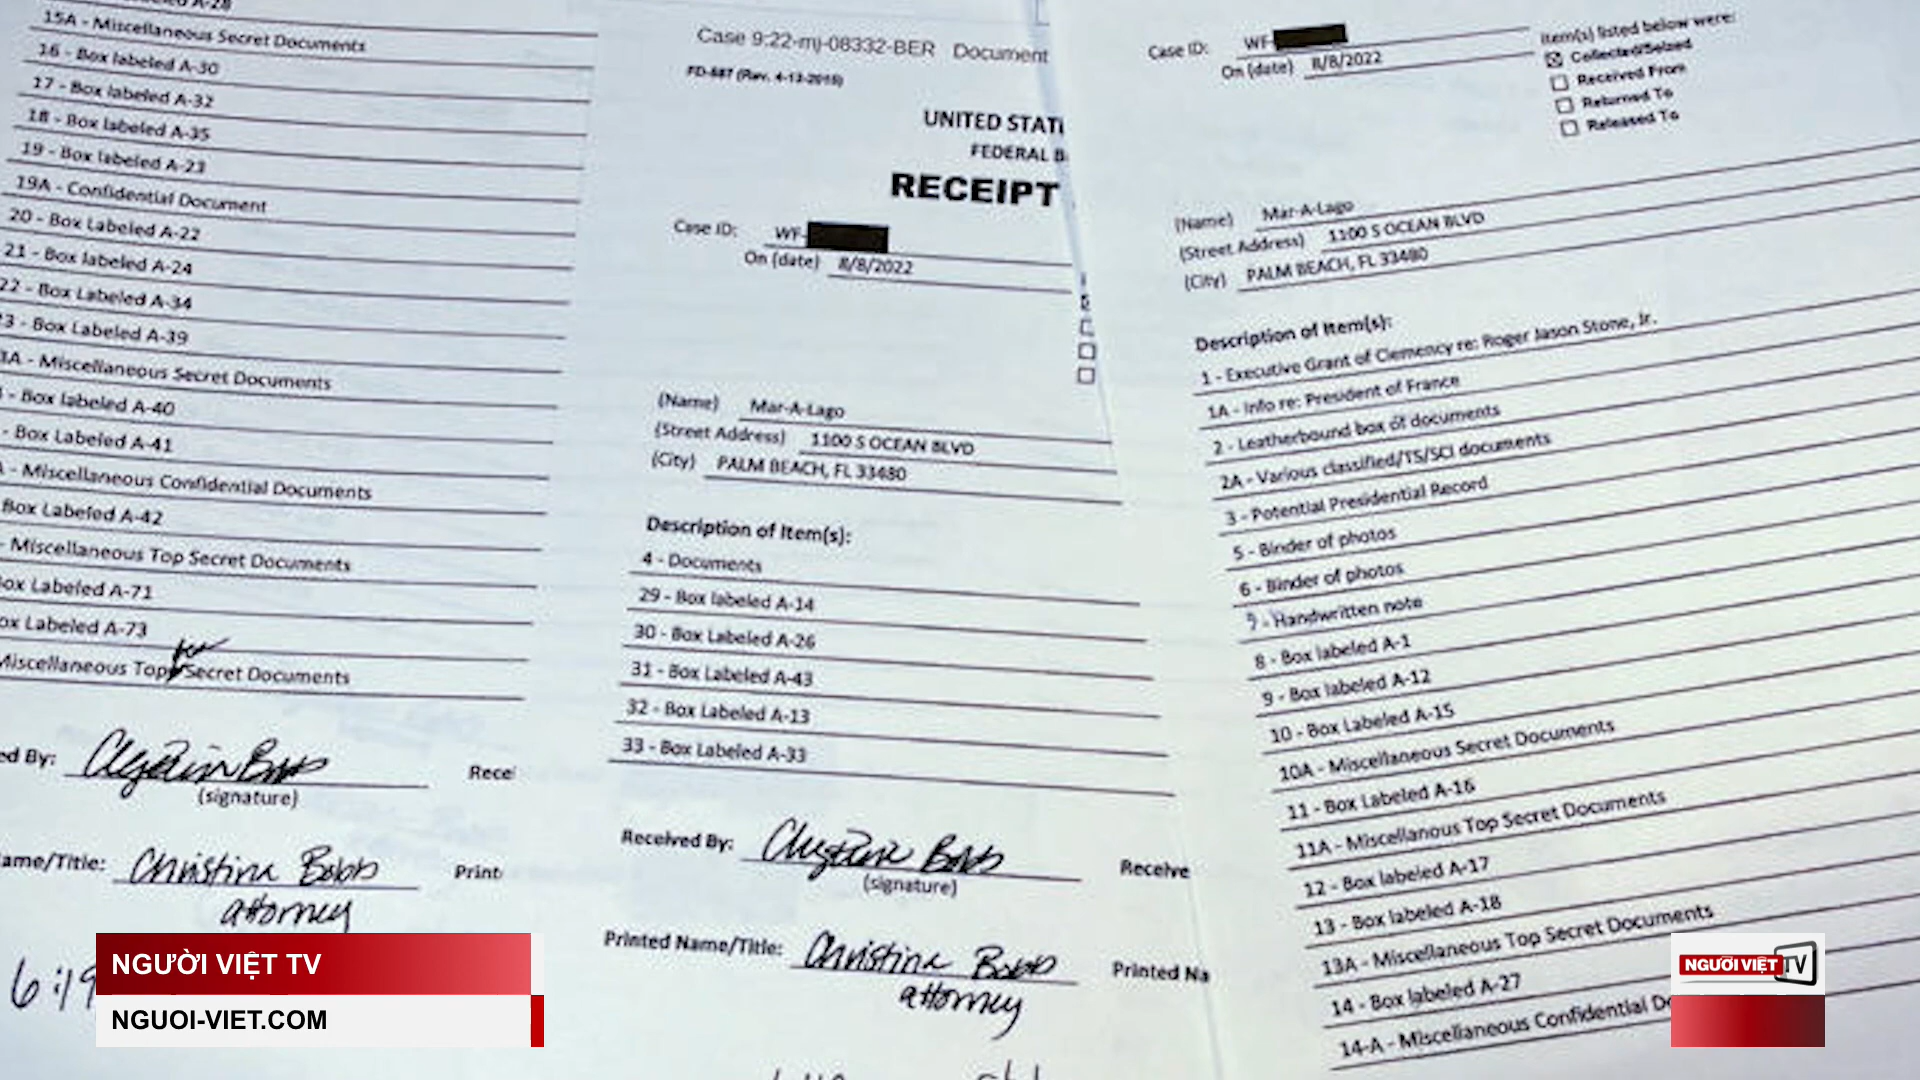 15A - Miscellaneous Secret Documents
16 - Box labeled A-30
17 - Box labeled A-32
18 - Box labeled A-35
19 - Box labeled A-23
19A - Confidential Document
20 - Box Labeled A-22
21 - Box labeled A-24
22 - Box Labeled A-34
3 - Box labeled A-39
3A - Miscellaneous Secret Documents
- Box labeled A-40
- Box Labeled A-41
A - Miscellaneous Confidential Documents
Box Labeled A-42
- Miscellaneous Top Secret Documents
ox Labeled A-71
ox Labeled A-73
Miscellaneous Top Secret Documents
ed By: Christina Bobb
Recei
(signature)
ame/Title: Christina Bobb
Print
attorney
6:19
Case 9:22-mj-08332-BER Document
FD-597 (Rev. 4-13-2015)
UNITED STATE
FEDERAL B
RECEIPT
Case ID: WF-
On (date) 8/8/2022
(Name) Mar-A-Lago
(Street Address) 1100 S OCEAN BLVD
(City) PALM BEACH, FL 33480
Description of Item(s):
4 - Documents
29 - Box labeled A-14
30 - Box Labeled A-26
31 - Box Labeled A-43
32 - Box Labeled A-13
33 - Box Labeled A-33
Received By: Christina Bobb
Receive
(signature)
Printed Name/Title: Christina Bobb
Printed Na
attorney
Case ID: WF-
On (date) 8/8/2022
Item(s) listed below were:
Collected/Seized
Received From
Returned To
Released To
(Name) Mar-A-Lago
(Street Address) 1100 S OCEAN BLVD
(City) PALM BEACH, FL 33480
Description of Item(s):
1 - Executive Grant of Clemency re: Roger Jason Stone, Jr.
1A - Info re: President of France
2 - Leatherbound box of documents
2A - Various classified/TS/SCI documents
3 - Potential Presidential Record
5 - Binder of photos
6 - Binder of photos
7 - Handwritten note
8 - Box labeled A-1
9 - Box labeled A-12
10 - Box Labeled A-15
10A - Miscellaneous Secret Documents
11 - Box Labeled A-16
11A - Miscellanous Top Secret Documents
12 - Box labeled A-17
13 - Box labeled A-18
13A - Miscellaneous Top Secret Documents
14 - Box labeled A-27
14-A - Miscellaneous Confidential Do
NGƯỜI VIỆT TV
NGUOI-VIET.COM
NGƯỜI VIỆT TV